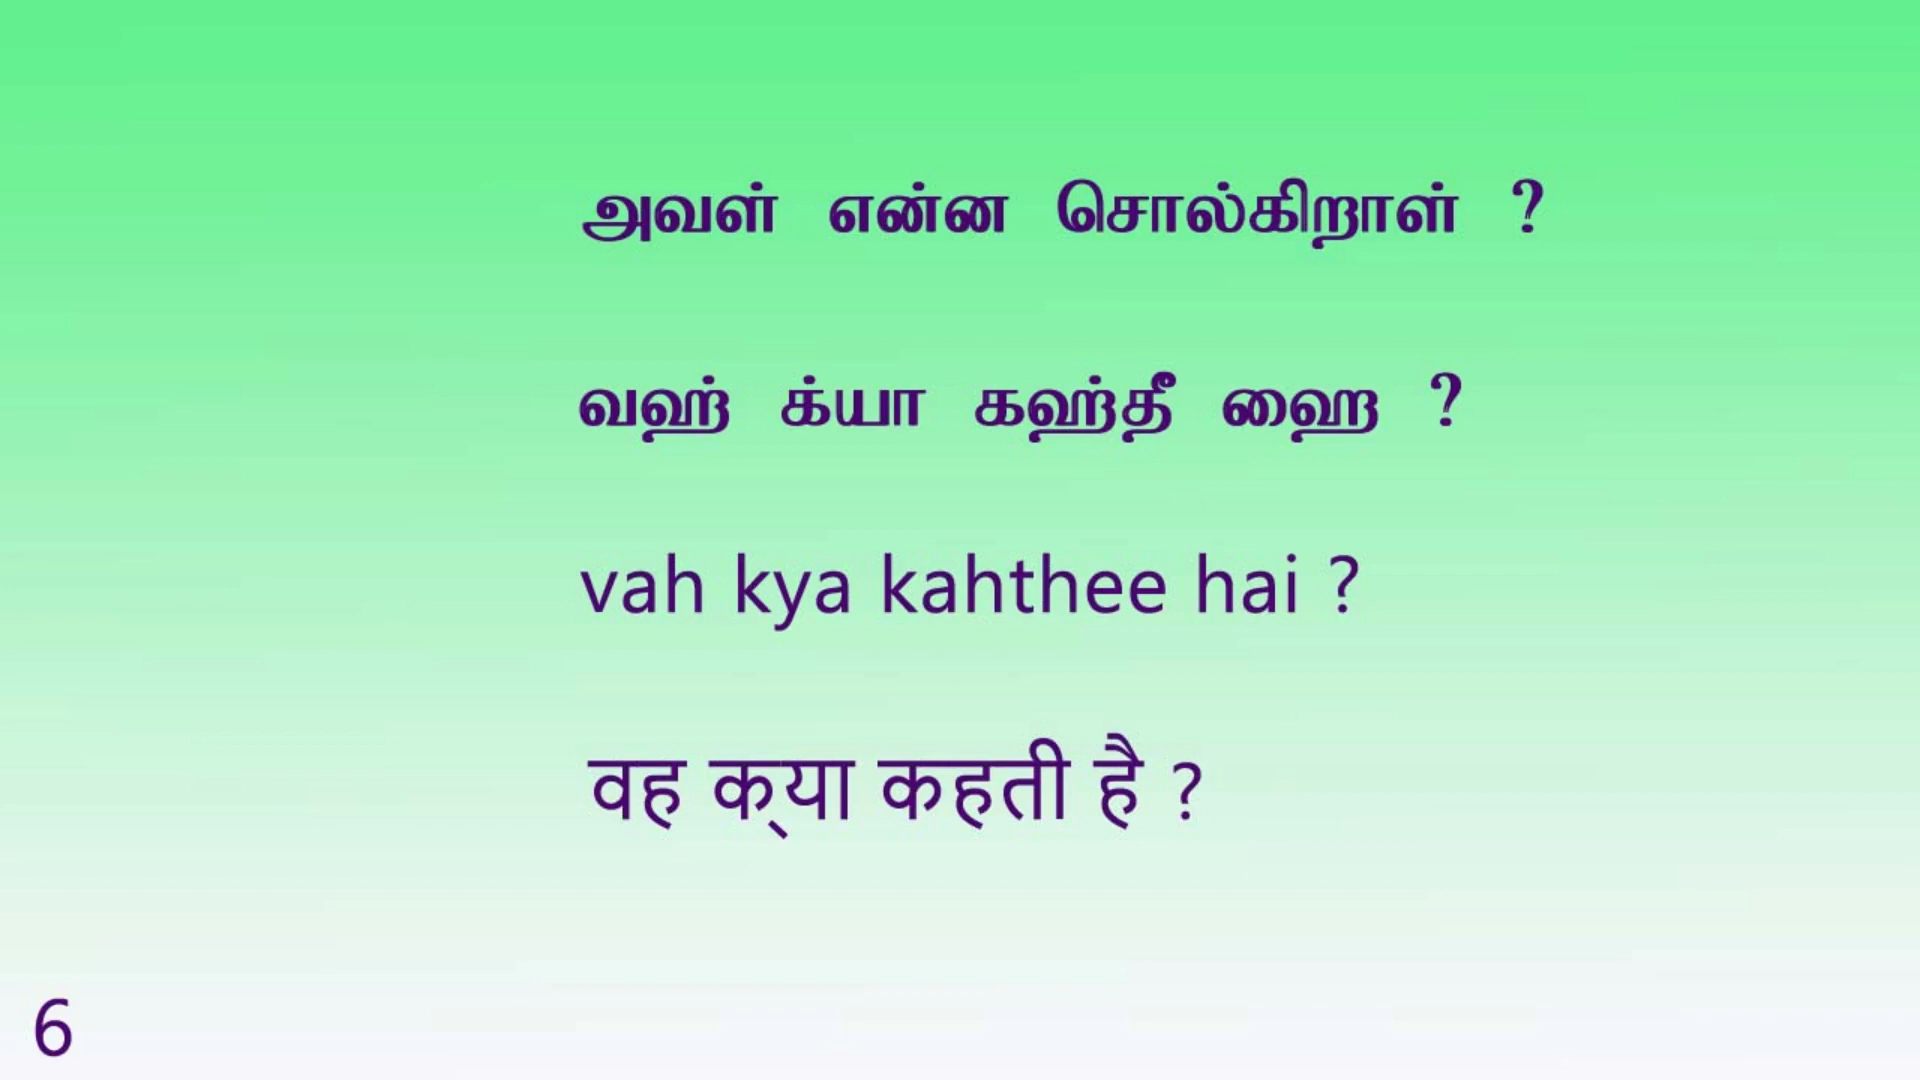 அவள் என்ன சொல்கிறாள் ?
வஹ் க்யா கஹ்தீ ஹை ?
vah kya kahthee hai ?
वह क्‌या कहती है ?
6